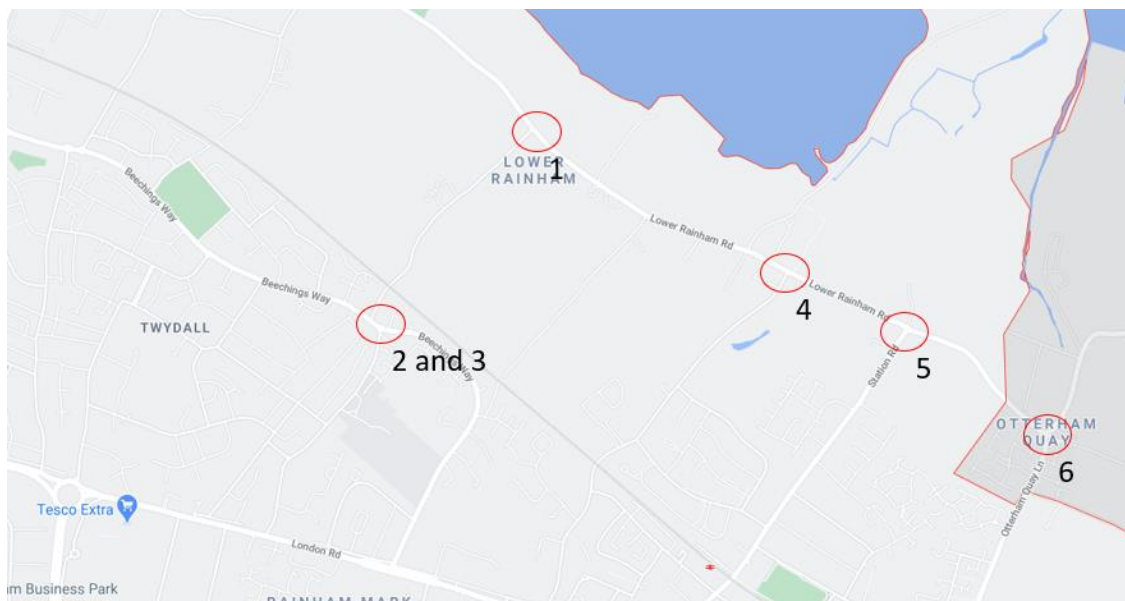 LOWER
RAINHAM
1
Beechings Way
Lower Rainham Rd
Beechings Way
4
Lower Rainham Rd
TWYDALL
2 and 3
Beechings Way
5
Station Rd
OTTERHAM
QUAY
6
Otterham Quay Ln
Tesco Extra
London Rd
am Business Park
RAINHAM MARK